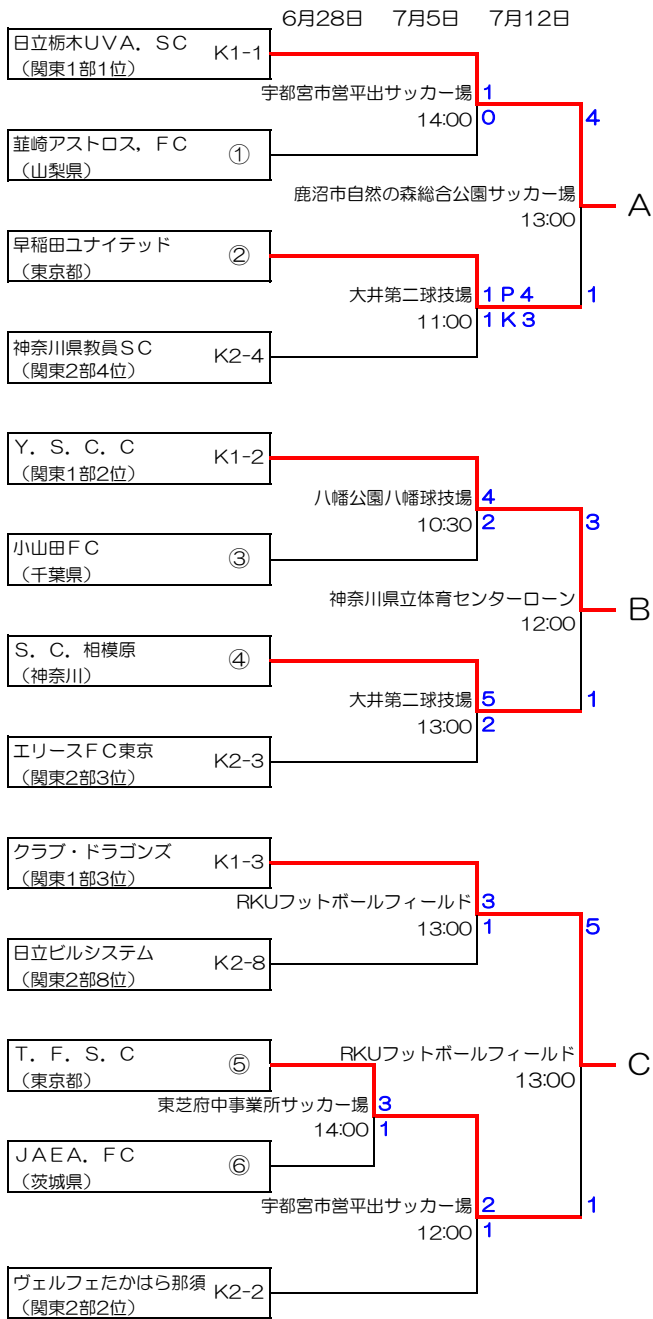 6月28日 7月5日 7月12日
日立栃木UVA．SC K1-1
（関東1部1位）
宇都宮市営平出サッカー場 1
14:00 0 4
韮崎アストロス，FC ①
（山梨県）
鹿沼市自然の森総合公園サッカー場 A
13:00
早稲田ユナイテッド ②
（東京都）
大井第二球技場 1 P 4 1
11:00 1 K 3
神奈川県教員SC K2-4
（関東2部4位）
Y．S．C．C K1-2
（関東1部2位）
八幡公園八幡球技場 4
10:30 2 3
小山田FC ③
（千葉県）
神奈川県立体育センターローン B
12:00
S．C．相模原 ④
（神奈川）
大井第二球技場 5 1
13:00 2
エリースFC東京 K2-3
（関東2部3位）
クラブ・ドラゴンズ K1-3
（関東1部3位）
RKUフットボールフィールド 3
13:00 1 5
日立ビルシステム K2-8
（関東2部8位）
T．F．S．C ⑤
（東京都）
RKUフットボールフィールド C
13:00
東芝府中事業所サッカー場 3
14:00 1
JAEA．FC ⑥
（茨城県）
宇都宮市営平出サッカー場 2 1
12:00 1
ヴェルフェたかはら那須 K2-2
（関東2部2位）